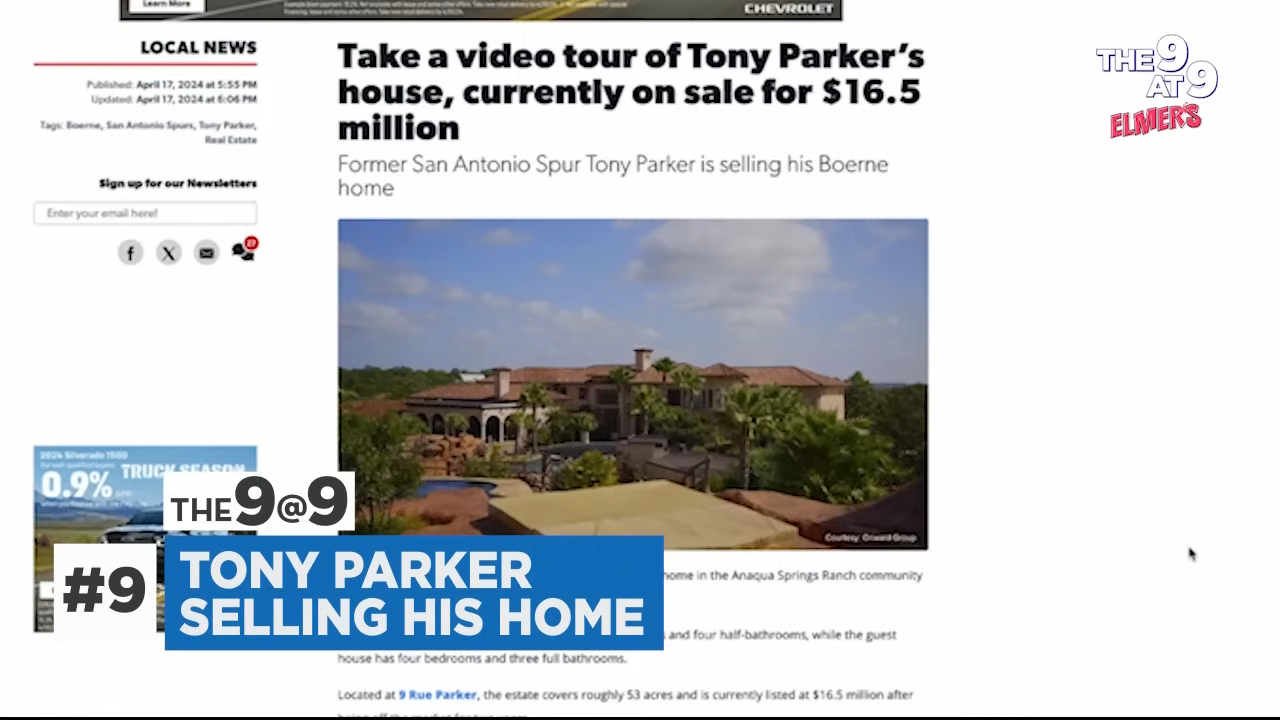 Learn More
CHEVROLET
LOCAL NEWS
Published: April 17, 2024 at 5:55 PM
Updated: April 17, 2024 at 6:06 PM
Tags: Boerne, San Antonio Spurs, Tony Parker,
Real Estate
Sign up for our Newsletters
Enter your email here!
27
Take a video tour of Tony Parker's
house, currently on sale for $16.5
million
Former San Antonio Spur Tony Parker is selling his Boerne
home
THE 9
AT 9
ELMER'S
Courtesy: Onward Group
2024 Silverado 1500
TRUCK SEASON
0.9%
THE 9@9
#9
TONY PARKER
SELLING HIS HOME
home in the Anaqua Springs Ranch community
and four half-bathrooms, while the guest
house has four bedrooms and three full bathrooms.
Located at 9 Rue Parker, the estate covers roughly 53 acres and is currently listed at $16.5 million after